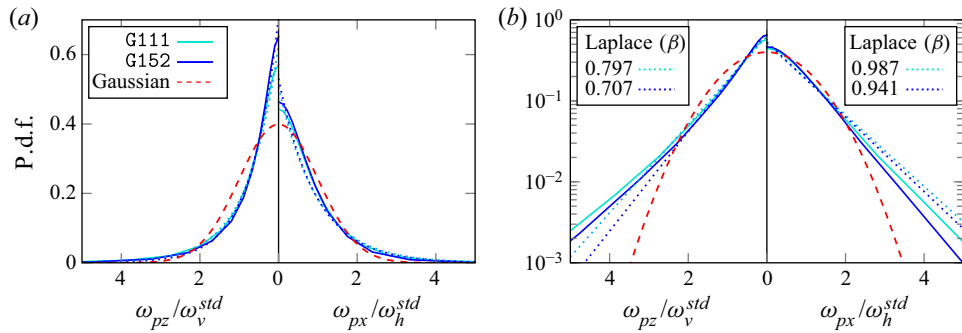 (a)
0.6
0.4
0.2
0
P.d.f.
G111
G152
Gaussian
4 2 0 2 4
ω_pz/ω_v^std ω_px/ω_h^std
(b)
10^0
10^−1
10^−2
10^−3
Laplace (β)
0.797
0.707
Laplace (β)
0.987
0.941
4 2 0 2 4
ω_pz/ω_v^std ω_px/ω_h^std